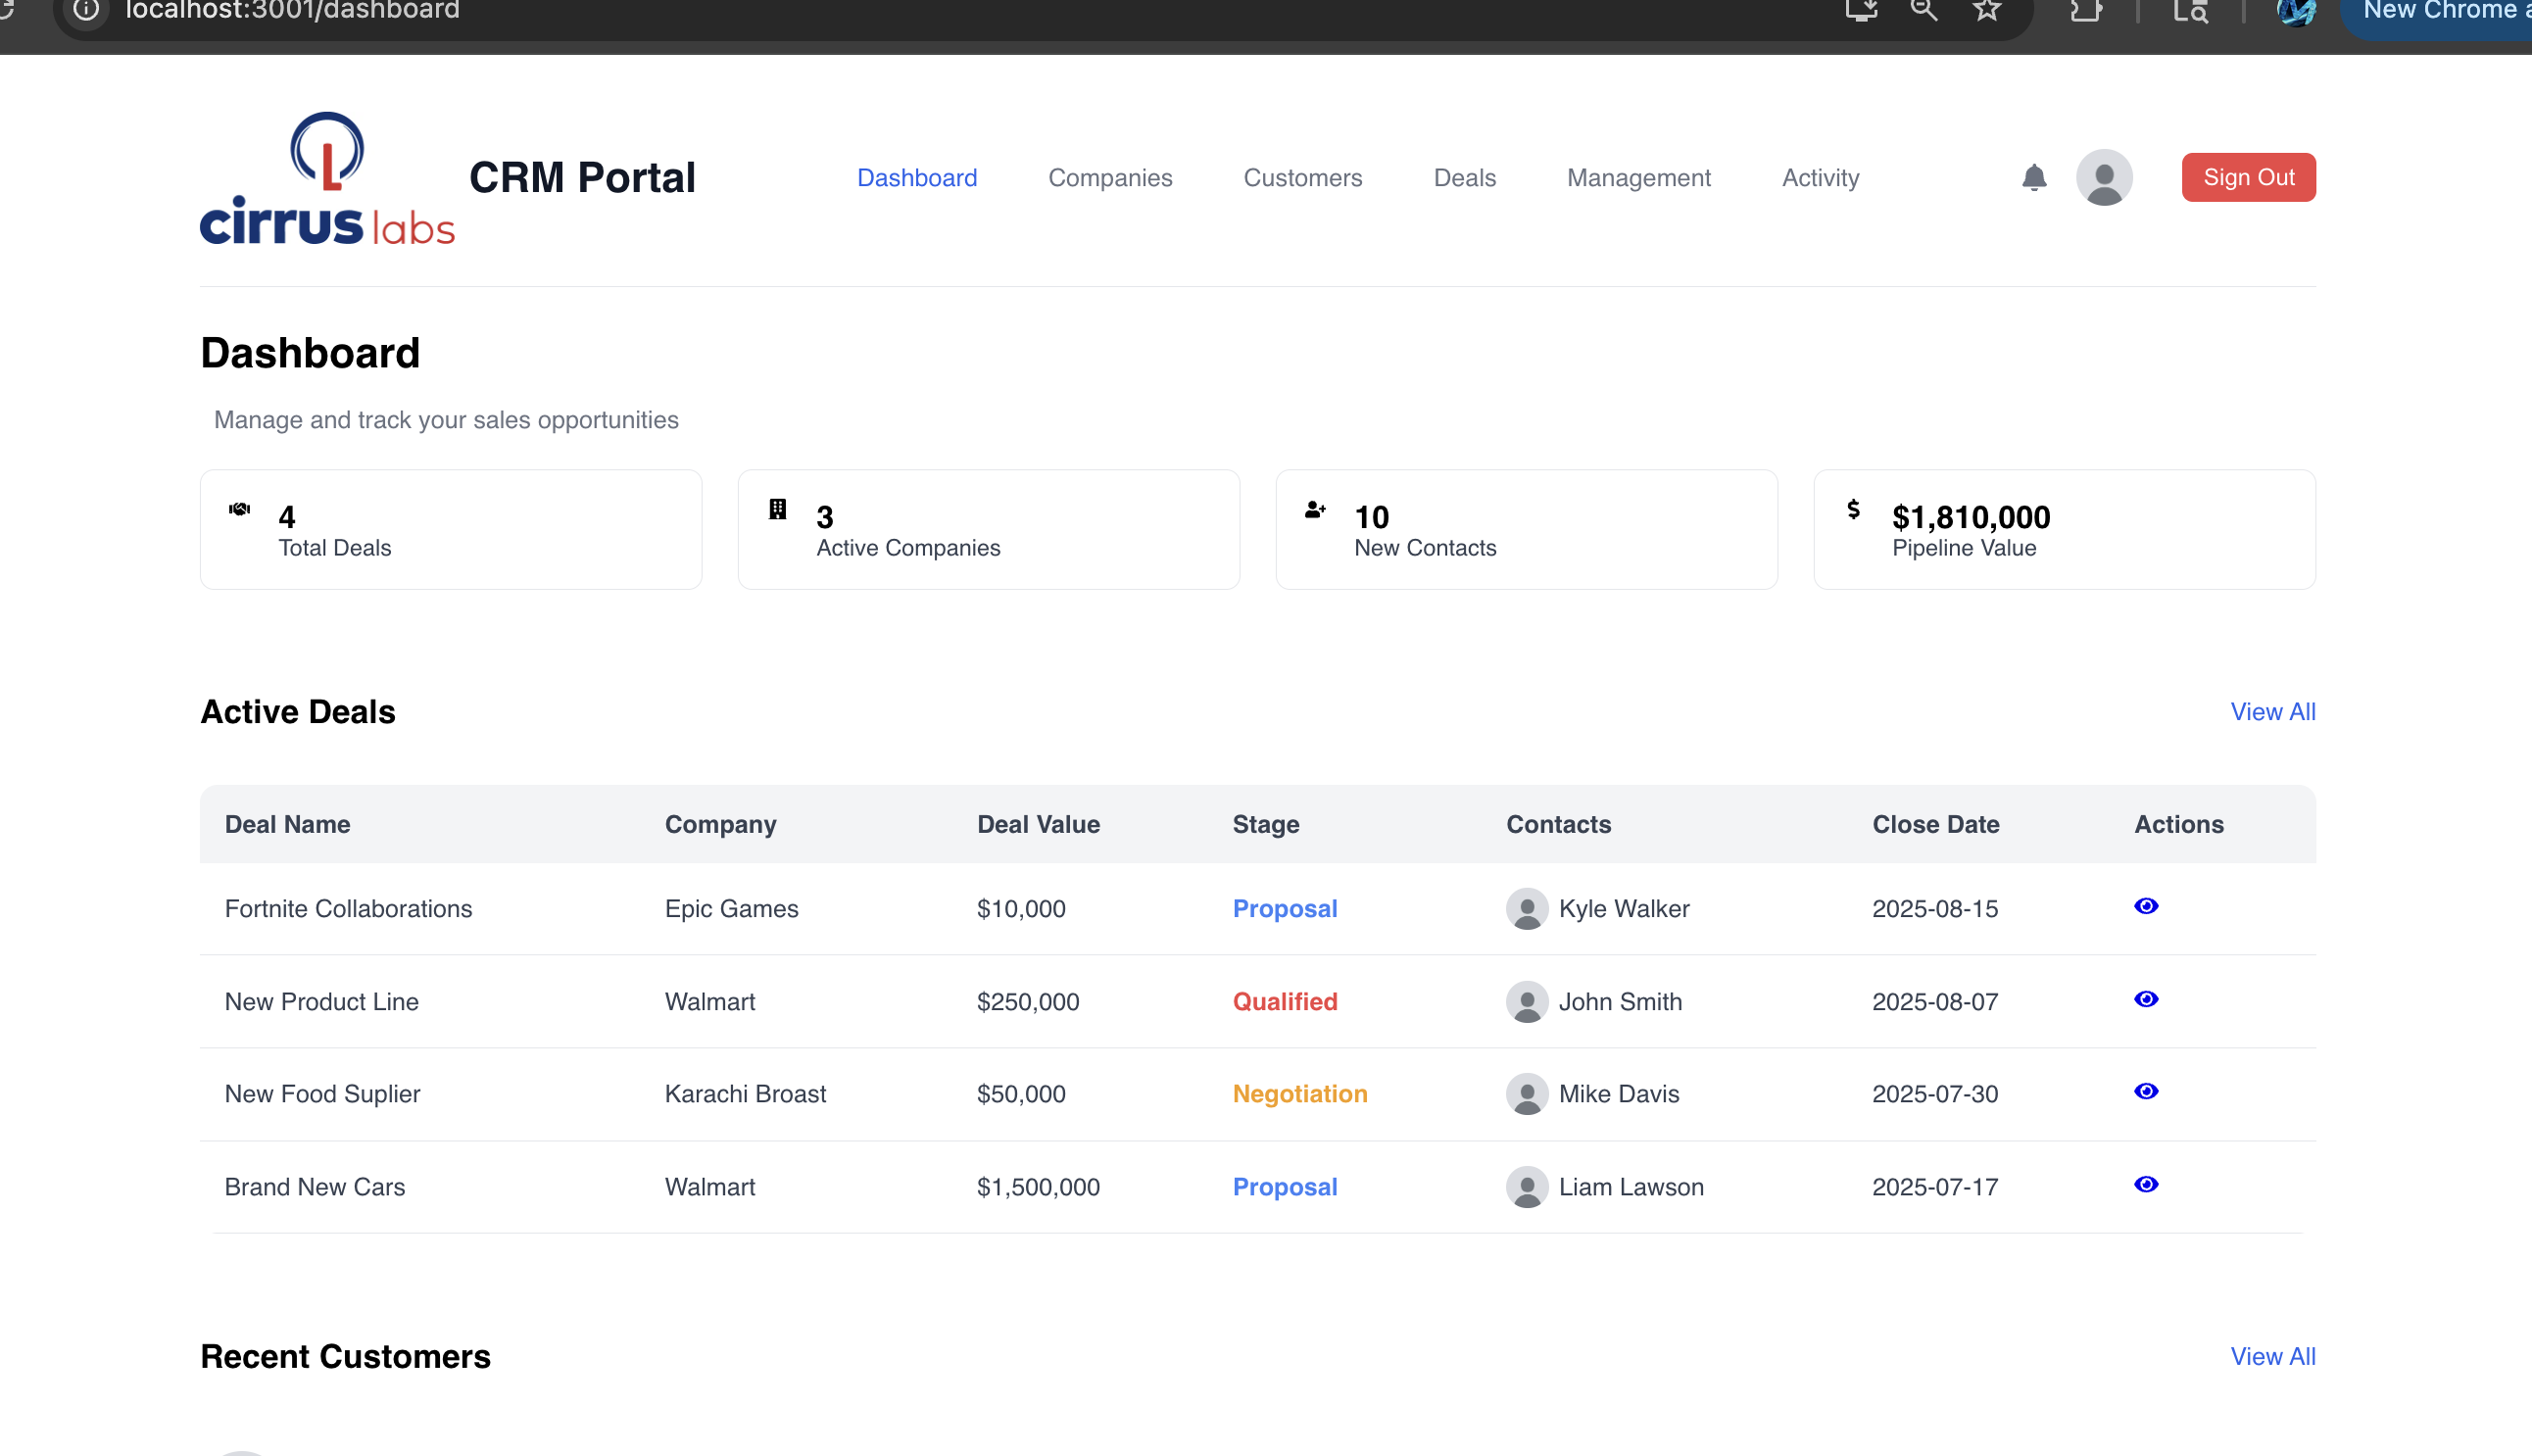 localhost:3001/dashboard
New Chrome a
cirrus labs
CRM Portal
Dashboard Companies Customers Deals Management Activity
Sign Out
Dashboard
Manage and track your sales opportunities
4
Total Deals
3
Active Companies
10
New Contacts
$1,810,000
Pipeline Value
Active Deals View All
Deal Name Company Deal Value Stage Contacts Close Date Actions
Fortnite Collaborations Epic Games $10,000 Proposal Kyle Walker 2025-08-15
New Product Line Walmart $250,000 Qualified John Smith 2025-08-07
New Food Suplier Karachi Broast $50,000 Negotiation Mike Davis 2025-07-30
Brand New Cars Walmart $1,500,000 Proposal Liam Lawson 2025-07-17
Recent Customers View All